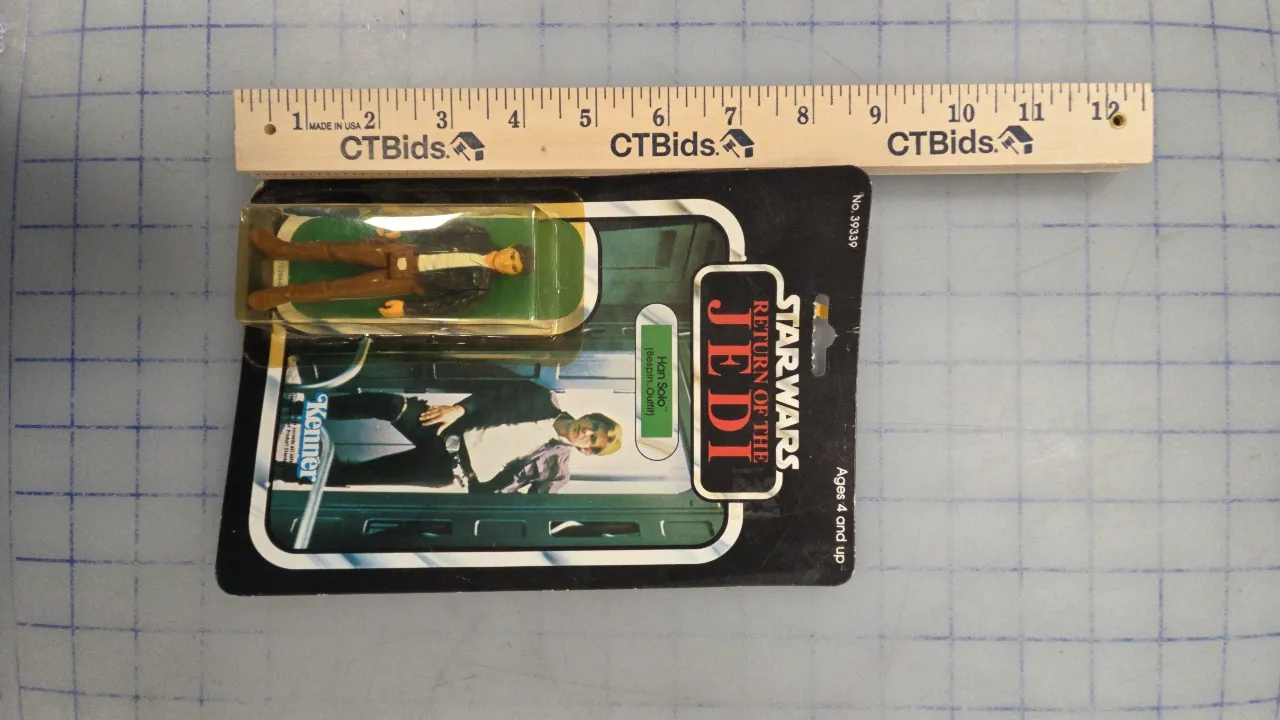 1 2 3 4 5 6 7 8 9 10 11 12
MADE IN USA
CTBids. CTBids. CTBids.
No. 39339
Ages 4 and up
STAR WARS
RETURN OF THE
JEDI
Han Solo™
(Bespin Outfit)
Kenner